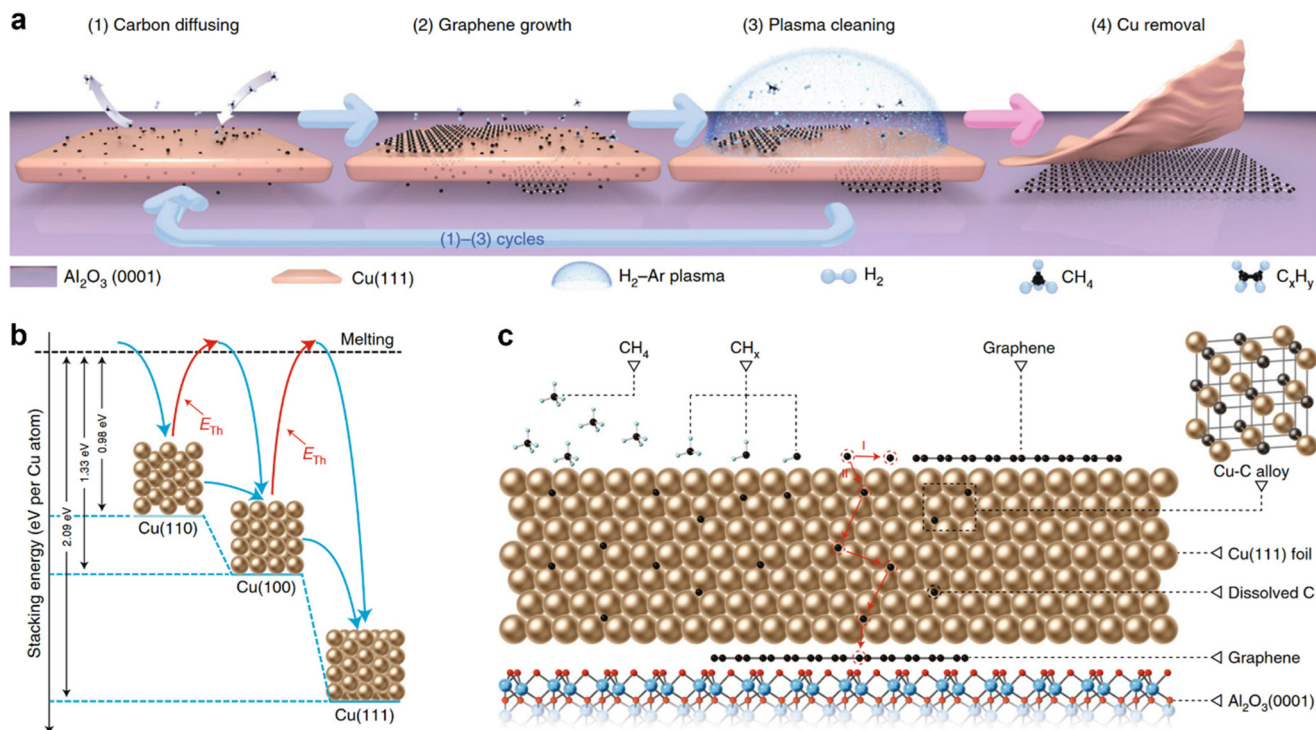 a
(1) Carbon diffusing
(2) Graphene growth
(3) Plasma cleaning
(4) Cu removal
(1)–(3) cycles
Al₂O₃ (0001)
Cu(111)
H₂–Ar plasma
H₂
CH₄
CₓHᵧ
b
Stacking energy (eV per Cu atom)
Melting
2.09 eV
1.33 eV
0.98 eV
E_Th
E_Th
Cu(110)
Cu(100)
Cu(111)
c
CH₄
CHₓ
Graphene
I
II
Cu-C alloy
Cu(111) foil
Dissolved C
Graphene
Al₂O₃(0001)